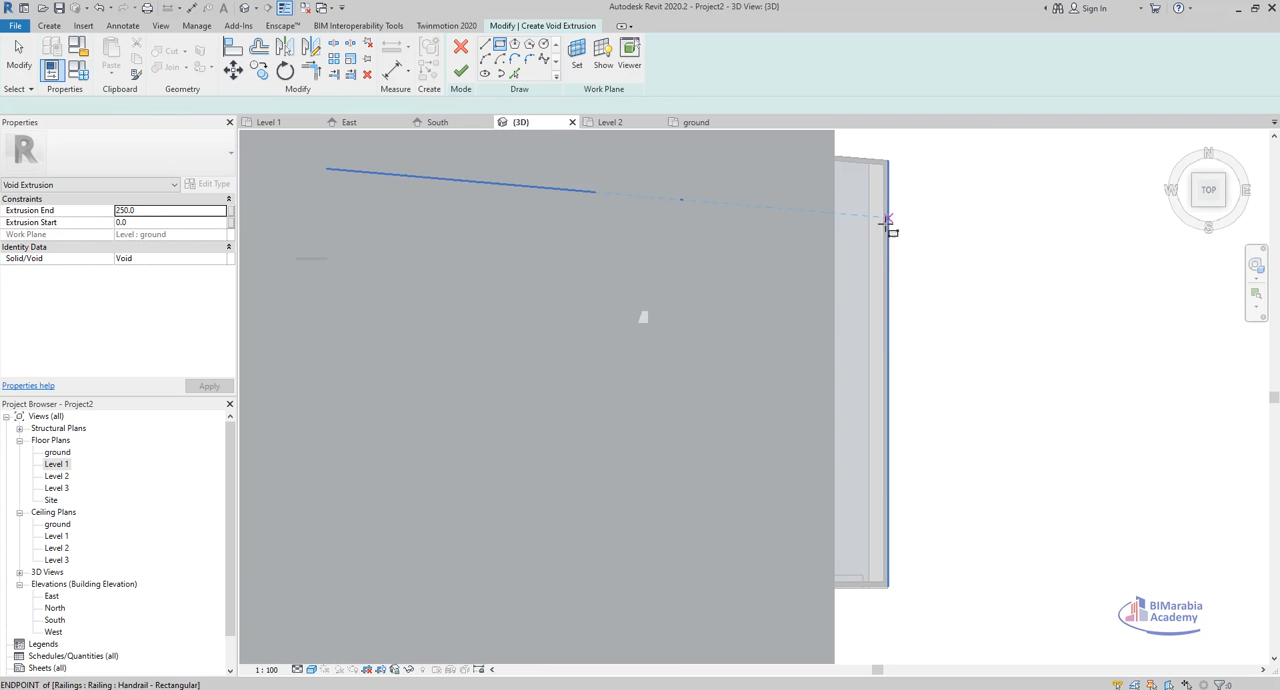 Autodesk Revit 2020.2 - Project2 - 3D View: {3D}
Sign In
File
Create
Insert
Annotate
View
Manage
Add-Ins
Enscape™
BIM Interoperability Tools
Twinmotion 2020
Modify | Create Void Extrusion
Modify
Paste
Cut
Join
Set
Show
Viewer
Select
Properties
Clipboard
Geometry
Modify
Measure
Create
Mode
Draw
Work Plane
Properties
Level 1
East
South
{3D}
Level 2
ground
R
Void Extrusion
Edit Type
Constraints
Extrusion End 250.0
Extrusion Start 0.0
Work Plane Level : ground
Identity Data
Solid/Void Void
Properties help
Apply
Project Browser - Project2
Views (all)
Structural Plans
Floor Plans
ground
Level 1
Level 2
Level 3
Site
Ceiling Plans
ground
Level 1
Level 2
Level 3
3D Views
Elevations (Building Elevation)
East
North
South
West
Legends
Schedules/Quantities (all)
Sheets (all)
N
W
TOP
E
S
BIMarabia
Academy
1 : 100
ENDPOINT of [Railings : Railing : Handrail - Rectangular]
:0